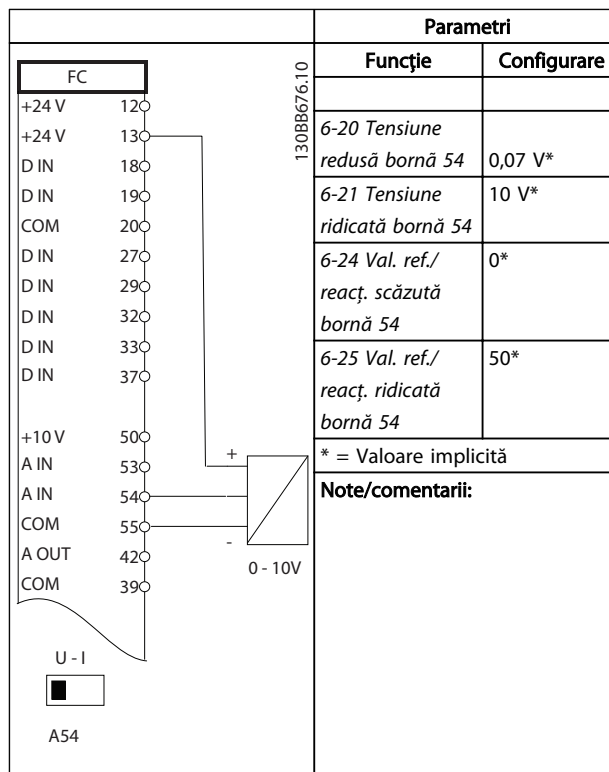 Parametri
Funcție Configurare
6-20 Tensiune
redusă bornă 54 0,07 V*
6-21 Tensiune 10 V*
ridicată bornă 54
6-24 Val. ref./ 0*
reacț. scăzută
bornă 54
6-25 Val. ref./ 50*
reacț. ridicată
bornă 54
* = Valoare implicită
Note/comentarii:
130BB676.10
FC
+24 V 12
+24 V 13
D IN 18
D IN 19
COM 20
D IN 27
D IN 29
D IN 32
D IN 33
D IN 37
+10 V 50
A IN 53
A IN 54
COM 55
A OUT 42
COM 39
+
-
0 - 10V
U - I
A54